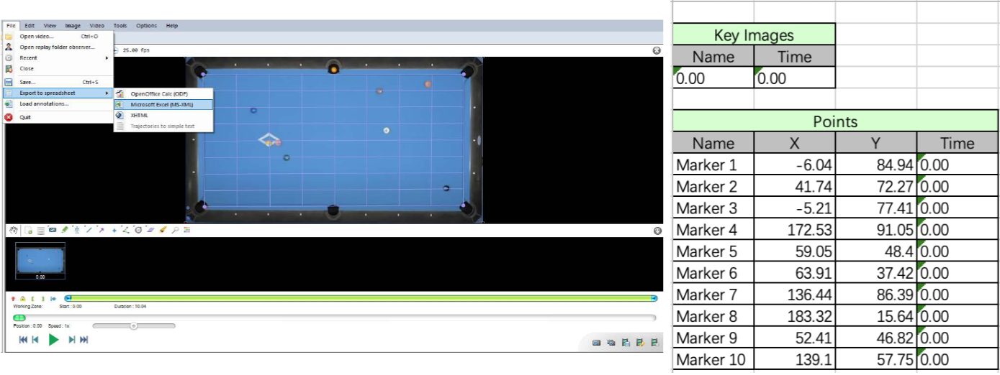 File Edit View Image Video Tools Options Help
Open video... Ctrl+O
Open replay folder observer...
Recent
Close
Save... Ctrl+S
Export to spreadsheet
Load annotations...
Quit
25.00 fps
OpenOffice Calc (ODF)
Microsoft Excel (MS-XML)
XHTML
Trajectories to simple text
0.00
Working Zone: Start : 0.00 Duration : 10.04
Position : 0.00 Speed : 1x
Key Images
Name Time
0.00 0.00
Points
Name X Y Time
Marker 1 -6.04 84.94 0.00
Marker 2 41.74 72.27 0.00
Marker 3 -5.21 77.41 0.00
Marker 4 172.53 91.05 0.00
Marker 5 59.05 48.4 0.00
Marker 6 63.91 37.42 0.00
Marker 7 136.44 86.39 0.00
Marker 8 183.32 15.64 0.00
Marker 9 52.41 46.82 0.00
Marker 10 139.1 57.75 0.00